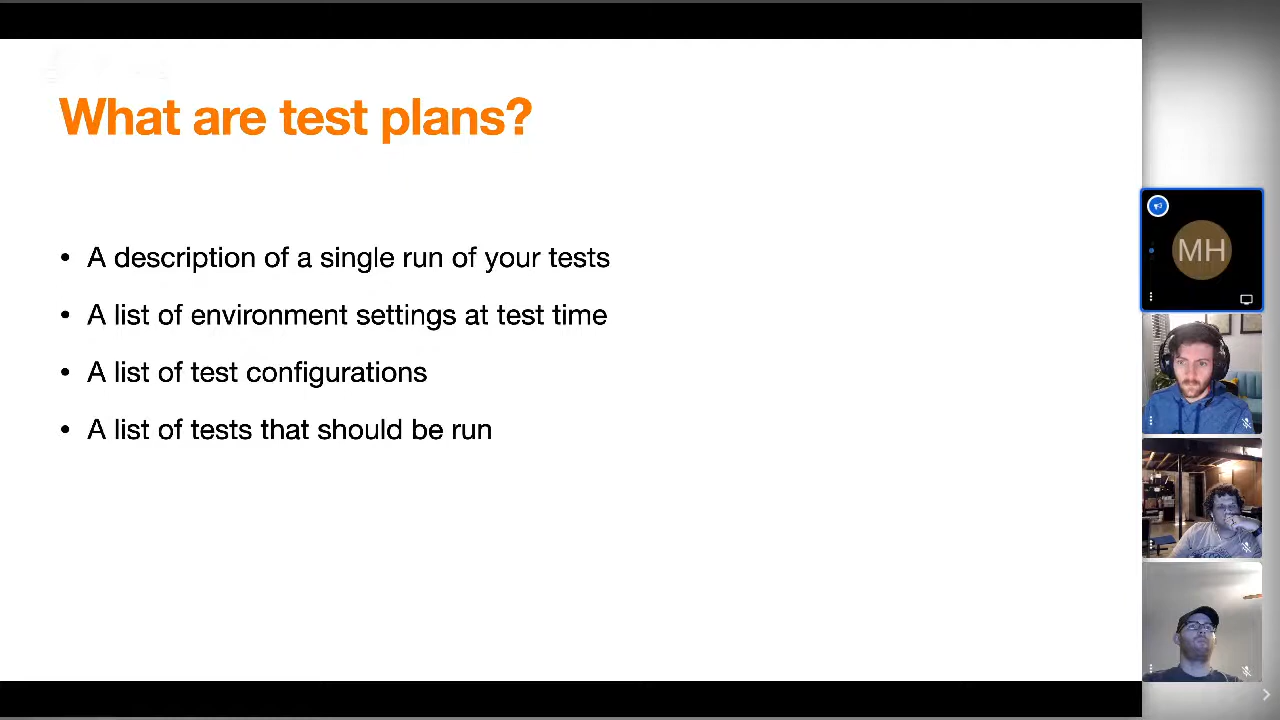 What are test plans?
• A description of a single run of your tests
• A list of environment settings at test time
• A list of test configurations
• A list of tests that should be run
MH